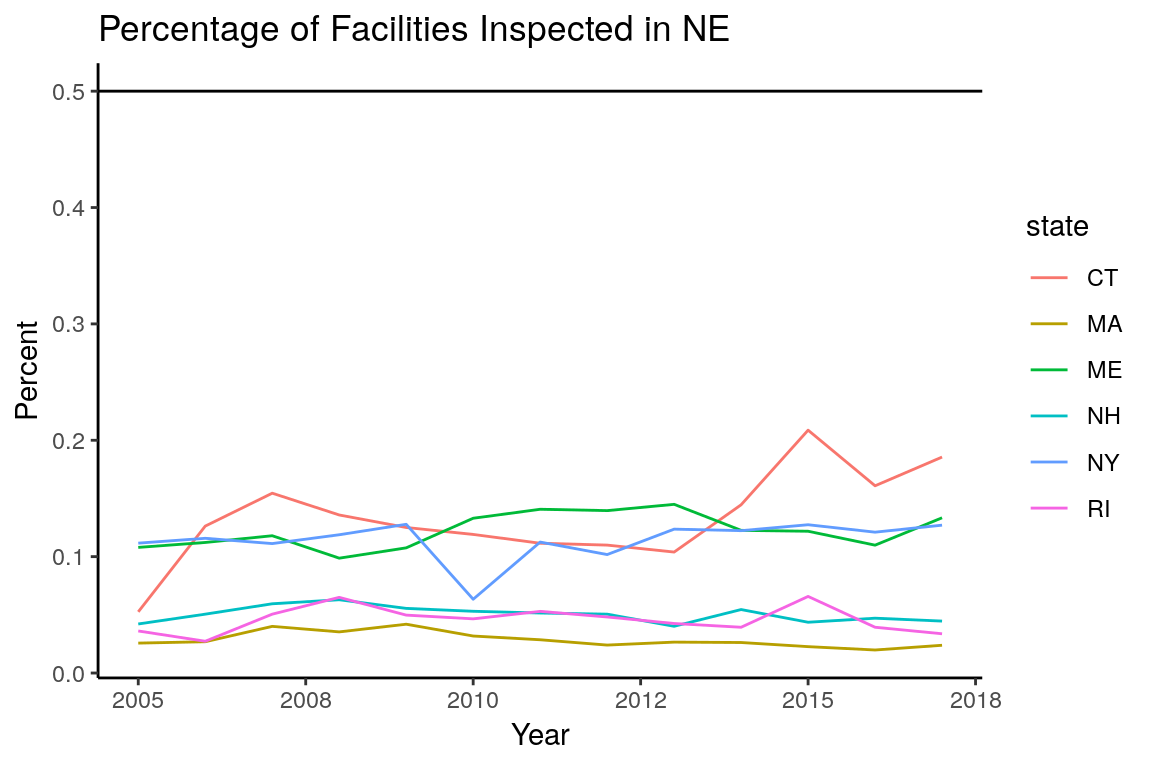 Percentage of Facilities Inspected in NE
0.5
0.4
0.3
0.2
0.1
0.0
Percent
2005 2008 2010 2012 2015 2018
Year
state
CT
MA
ME
NH
NY
RI